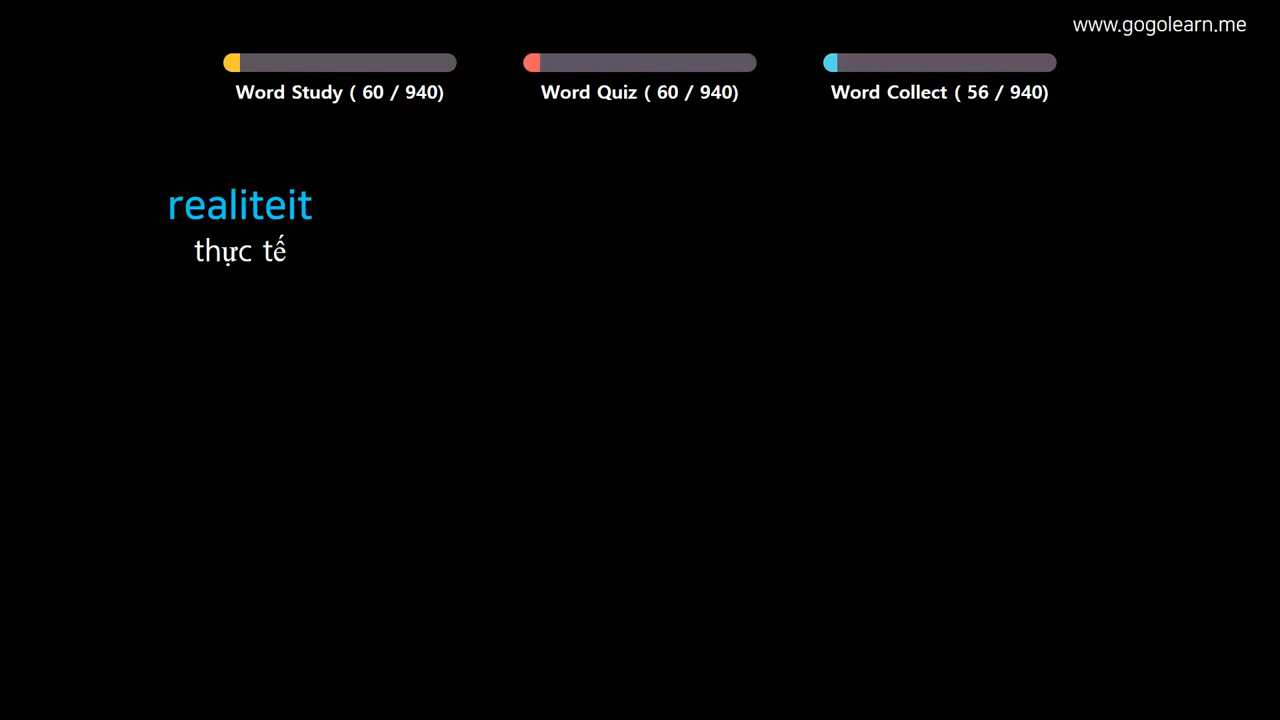 www.gogolearn.me
Word Study ( 60 / 940)
Word Quiz ( 60 / 940)
Word Collect ( 56 / 940)
realiteit
thực tế